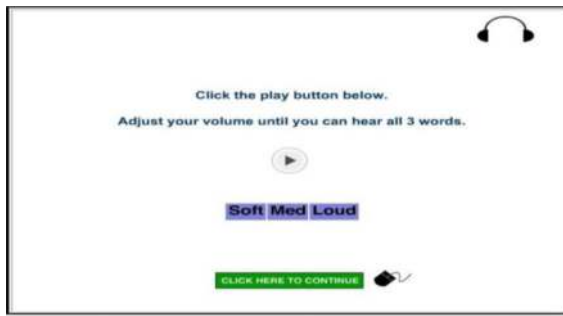 Click the play button below.
Adjust your volume until you can hear all 3 words.
Soft Med Loud
CLICK HERE TO CONTINUE